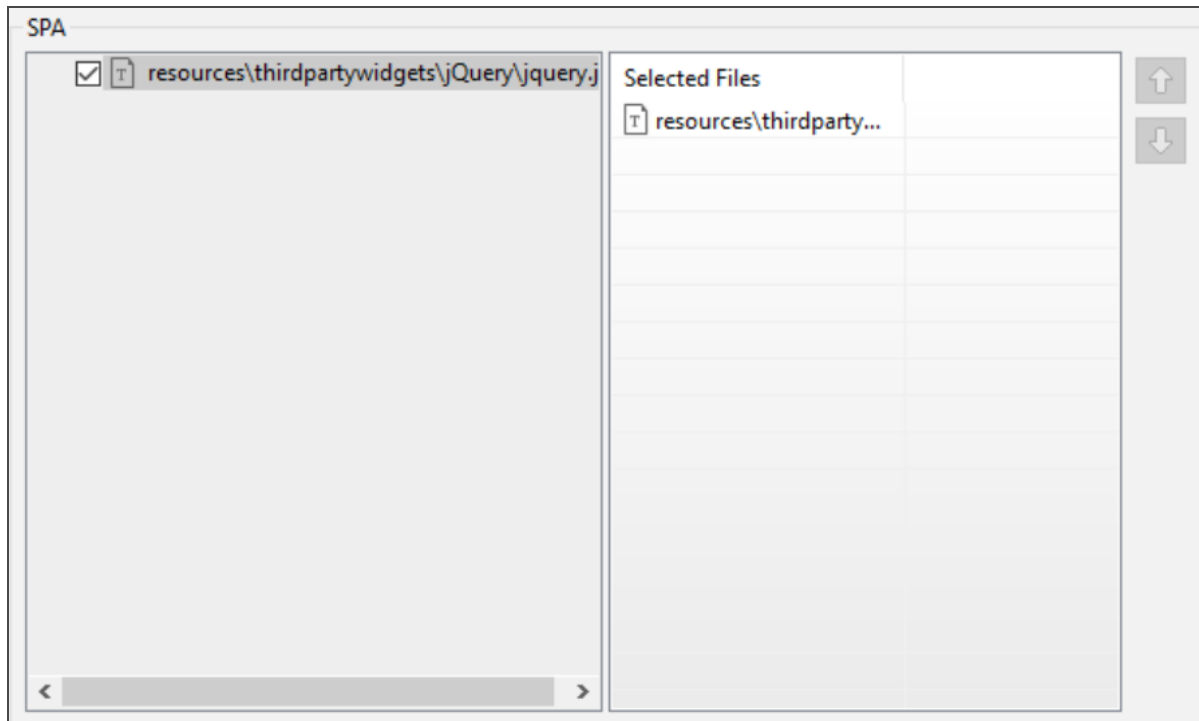 SPA
resources\thirdpartywidgets\jQuery\jquery.j
Selected Files
resources\thirdparty...